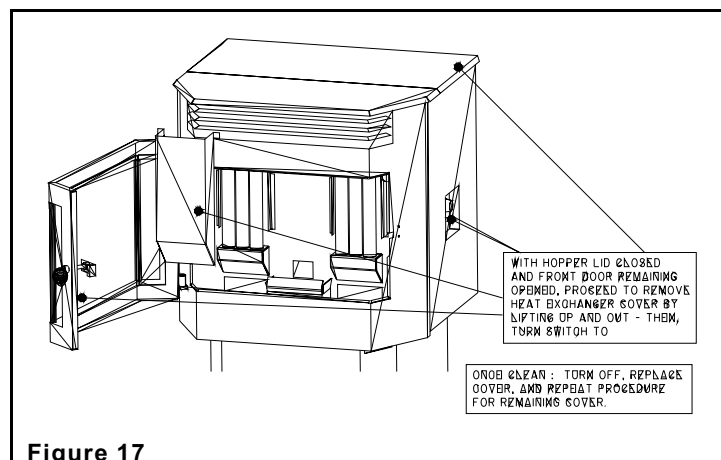 WITH HOPPER LID CLOSED
AND FRONT DOOR REMAINING
OPENED, PROCEED TO REMOVE
HEAT EXCHANGER COVER BY
LIFTING UP AND OUT - THEN,
TURN SWITCH TO
ONCE CLEAN : TURN OFF, REPLACE
COVER, AND REPEAT PROCEDURE
FOR REMAINING COVER.
Figure 17